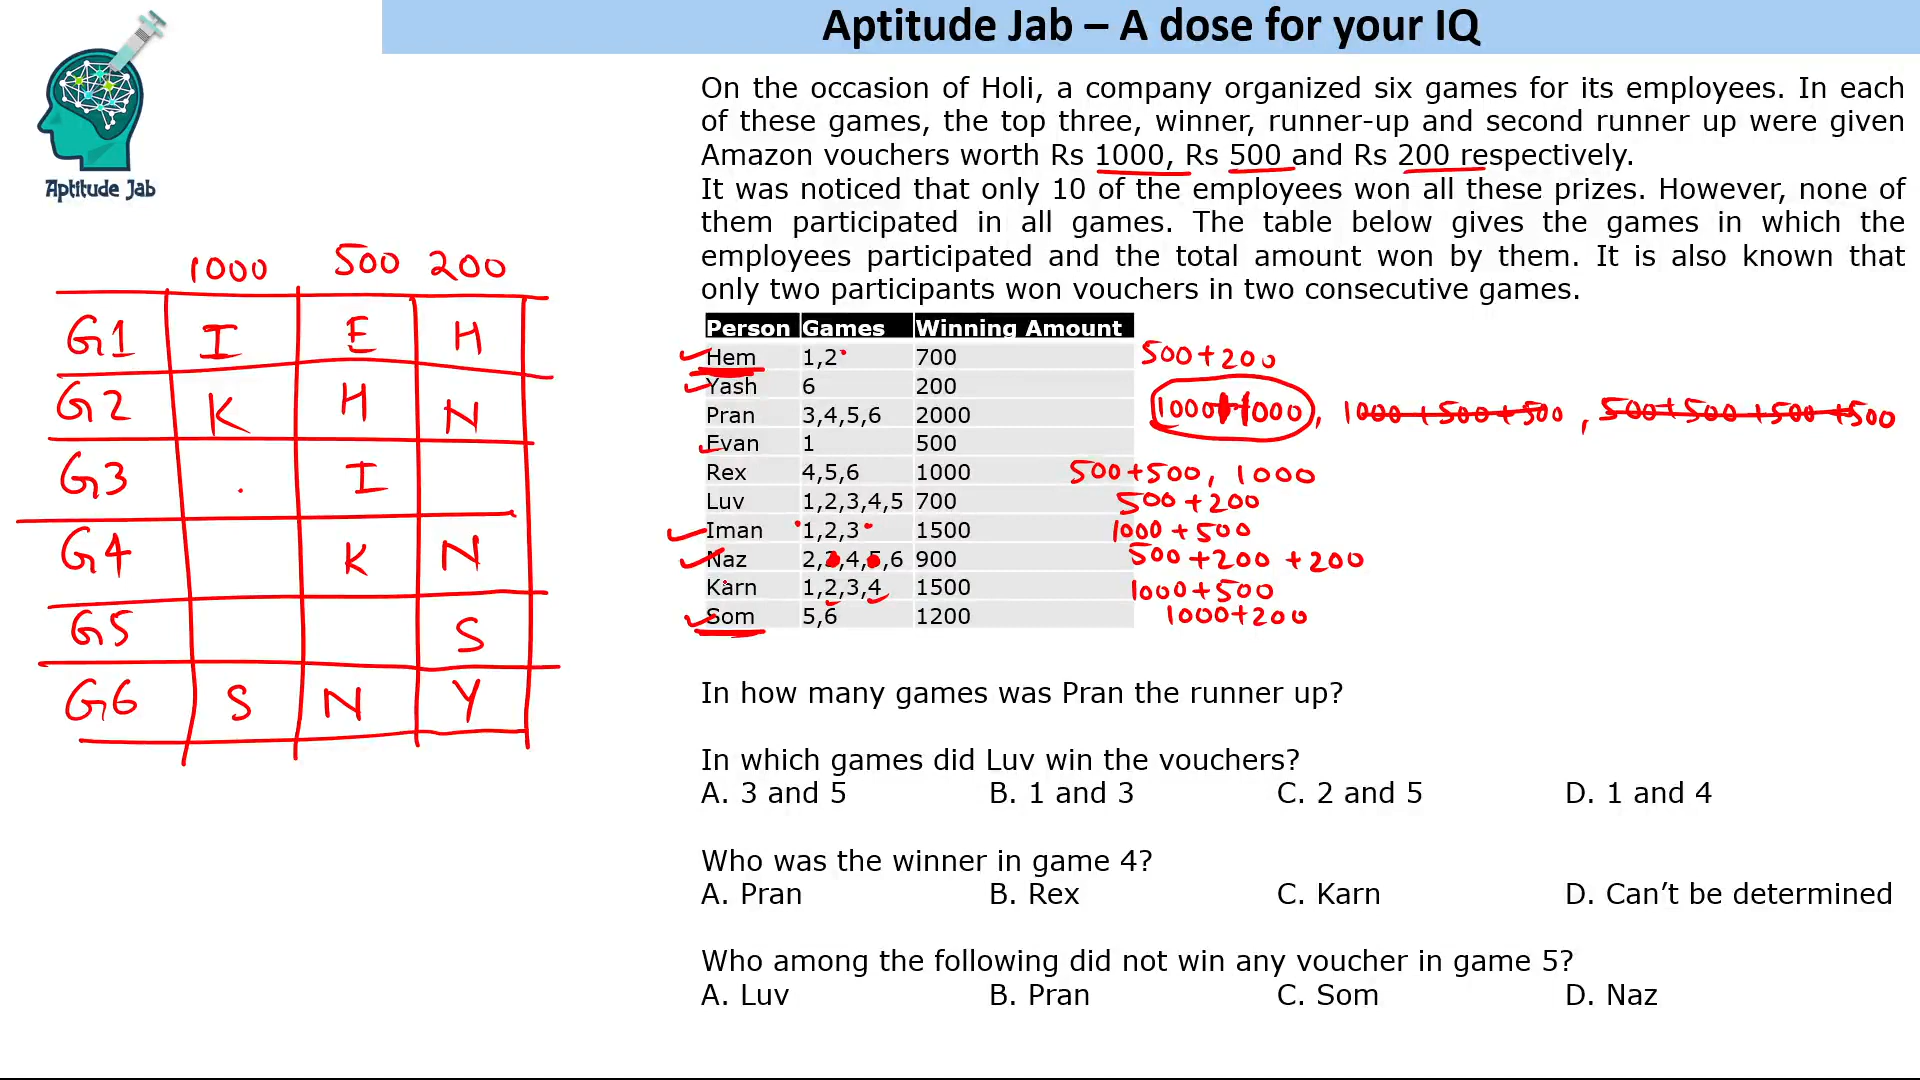 Aptitude Jab – A dose for your IQ
Aptitude Jab
On the occasion of Holi, a company organized six games for its employees. In each
of these games, the top three, winner, runner-up and second runner up were given
Amazon vouchers worth Rs 1000, Rs 500 and Rs 200 respectively.
It was noticed that only 10 of the employees won all these prizes. However, none of
them participated in all games. The table below gives the games in which the
employees participated and the total amount won by them. It is also known that
only two participants won vouchers in two consecutive games.
1000 500 200
G1 I E H
G2 K H N
G3 I
G4 K N
G5 S
G6 S N Y
Person Games Winning Amount
Hem 1,2 700 500+200
Yash 6 200
Pran 3,4,5,6 2000 1000+1000, 1000+500+500, 500+500+500+500
Evan 1 500
Rex 4,5,6 1000 500+500, 1000
Luv 1,2,3,4,5 700 500+200
Iman 1,2,3 1500 1000+500
Naz 2,3,4,5,6 900 500+200+200
Karn 1,2,3,4 1500 1000+500
Som 5,6 1200 1000+200
In how many games was Pran the runner up?
In which games did Luv win the vouchers?
A. 3 and 5 B. 1 and 3 C. 2 and 5 D. 1 and 4
Who was the winner in game 4?
A. Pran B. Rex C. Karn D. Can’t be determined
Who among the following did not win any voucher in game 5?
A. Luv B. Pran C. Som D. Naz